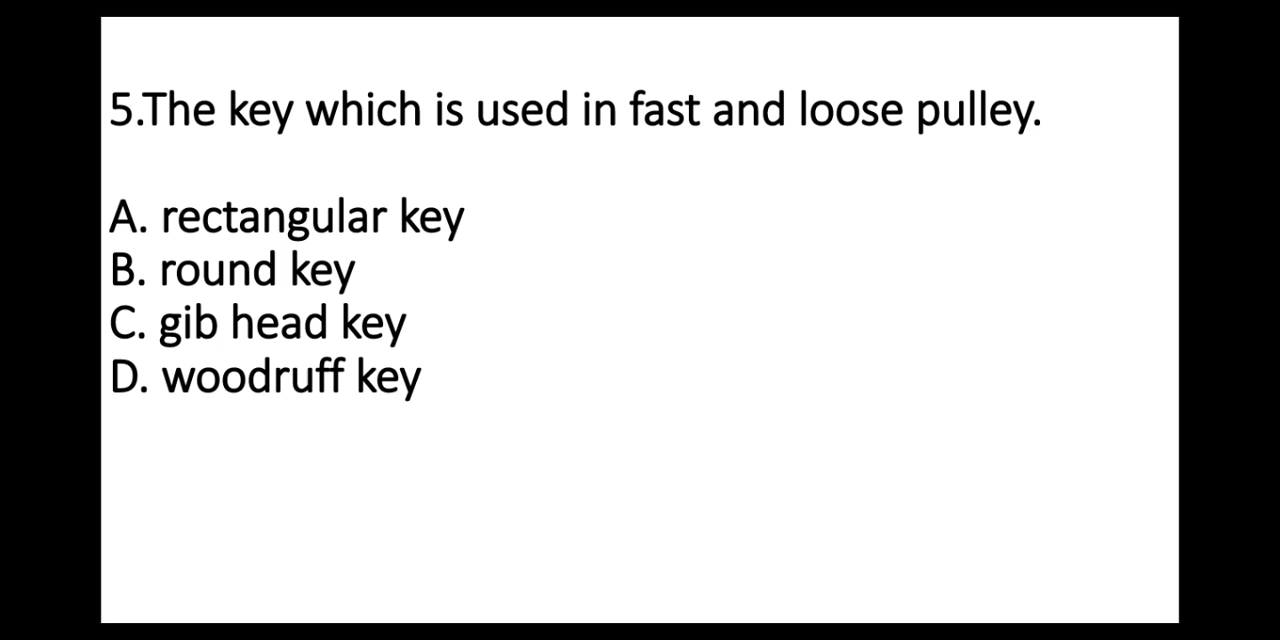 5.The key which is used in fast and loose pulley.
A. rectangular key
B. round key
C. gib head key
D. woodruff key